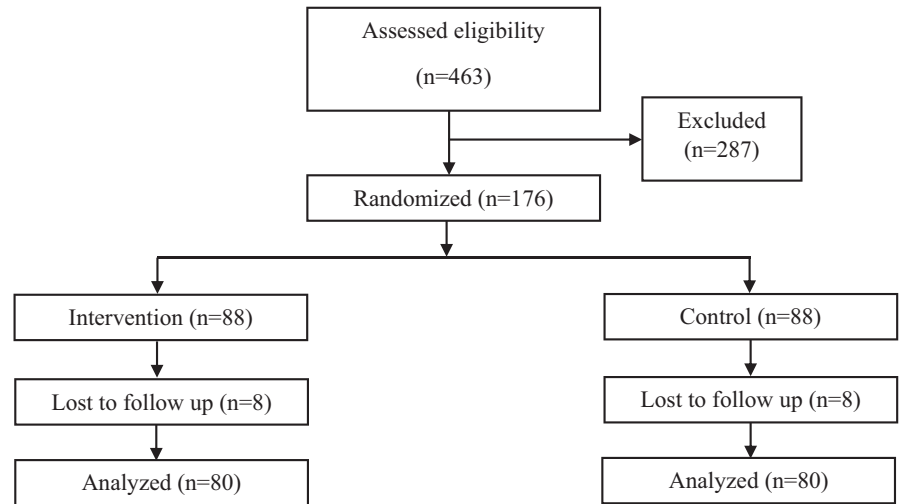 Assessed eligibility
(n=463)
Excluded
(n=287)
Randomized (n=176)
Intervention (n=88)
Control (n=88)
Lost to follow up (n=8)
Lost to follow up (n=8)
Analyzed (n=80)
Analyzed (n=80)